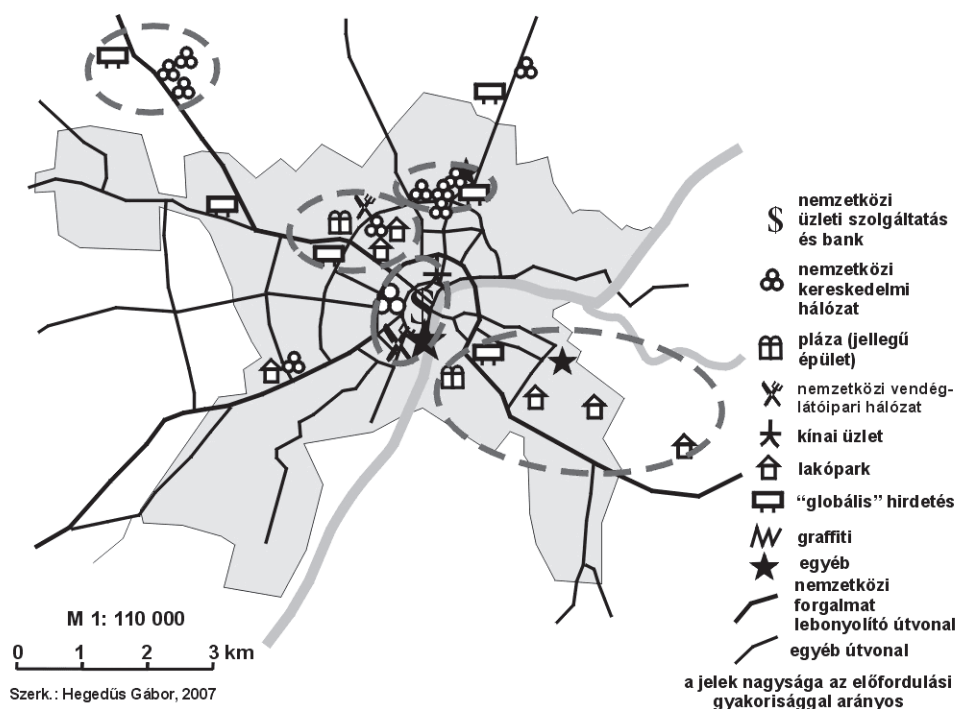 $
nemzetközi
üzleti szolgáltatás
és bank
nemzetközi
kereskedelmi
hálózat
pláza (jellegű
épület)
nemzetközi vendég-
látóipari hálózat
kínai üzlet
lakópark
“globális” hirdetés
graffiti
egyéb
nemzetközi
forgalmat
lebonyolító útvonal
egyéb útvonal
a jelek nagysága az előfordulási
gyakorisággal arányos
$
M 1: 110 000
0 1 2 3 km
Szerk.: Hegedűs Gábor, 2007